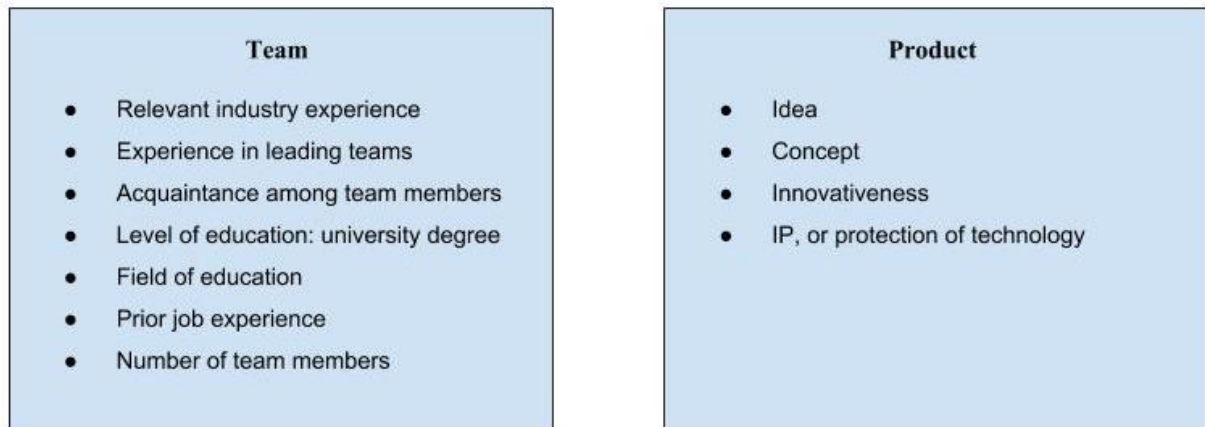 Team
● Relevant industry experience
● Experience in leading teams
● Acquaintance among team members
● Level of education: university degree
● Field of education
● Prior job experience
● Number of team members
Product
● Idea
● Concept
● Innovativeness
● IP, or protection of technology